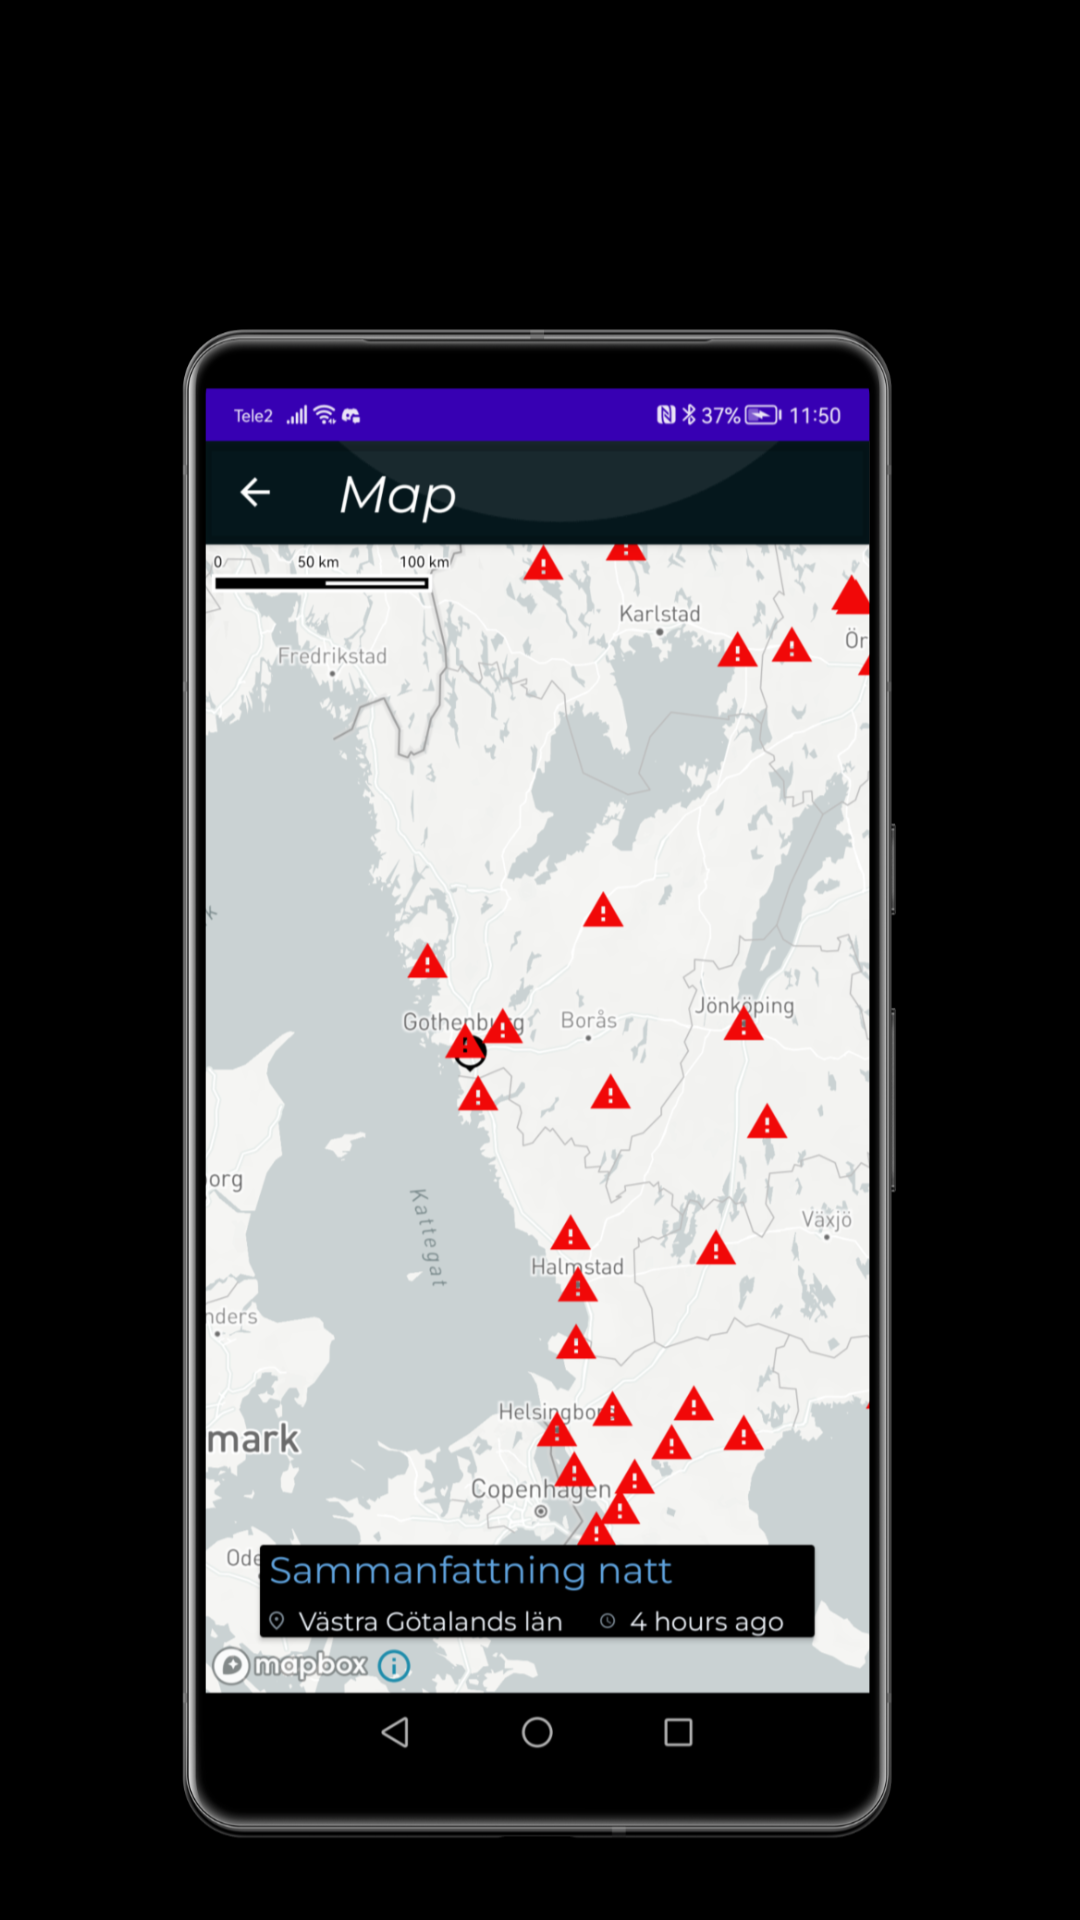 Tele2 37% 11:50
Map
0 50 km 100 km
Karlstad
Ör
Fredrikstad
Jönköping
Gothenburg Borås
org
Kattegat
Växjö
Halmstad
nders
Helsingbor
mark
Copenhagen
Ode
Sammanfattning natt
Västra Götalands län 4 hours ago
mapbox